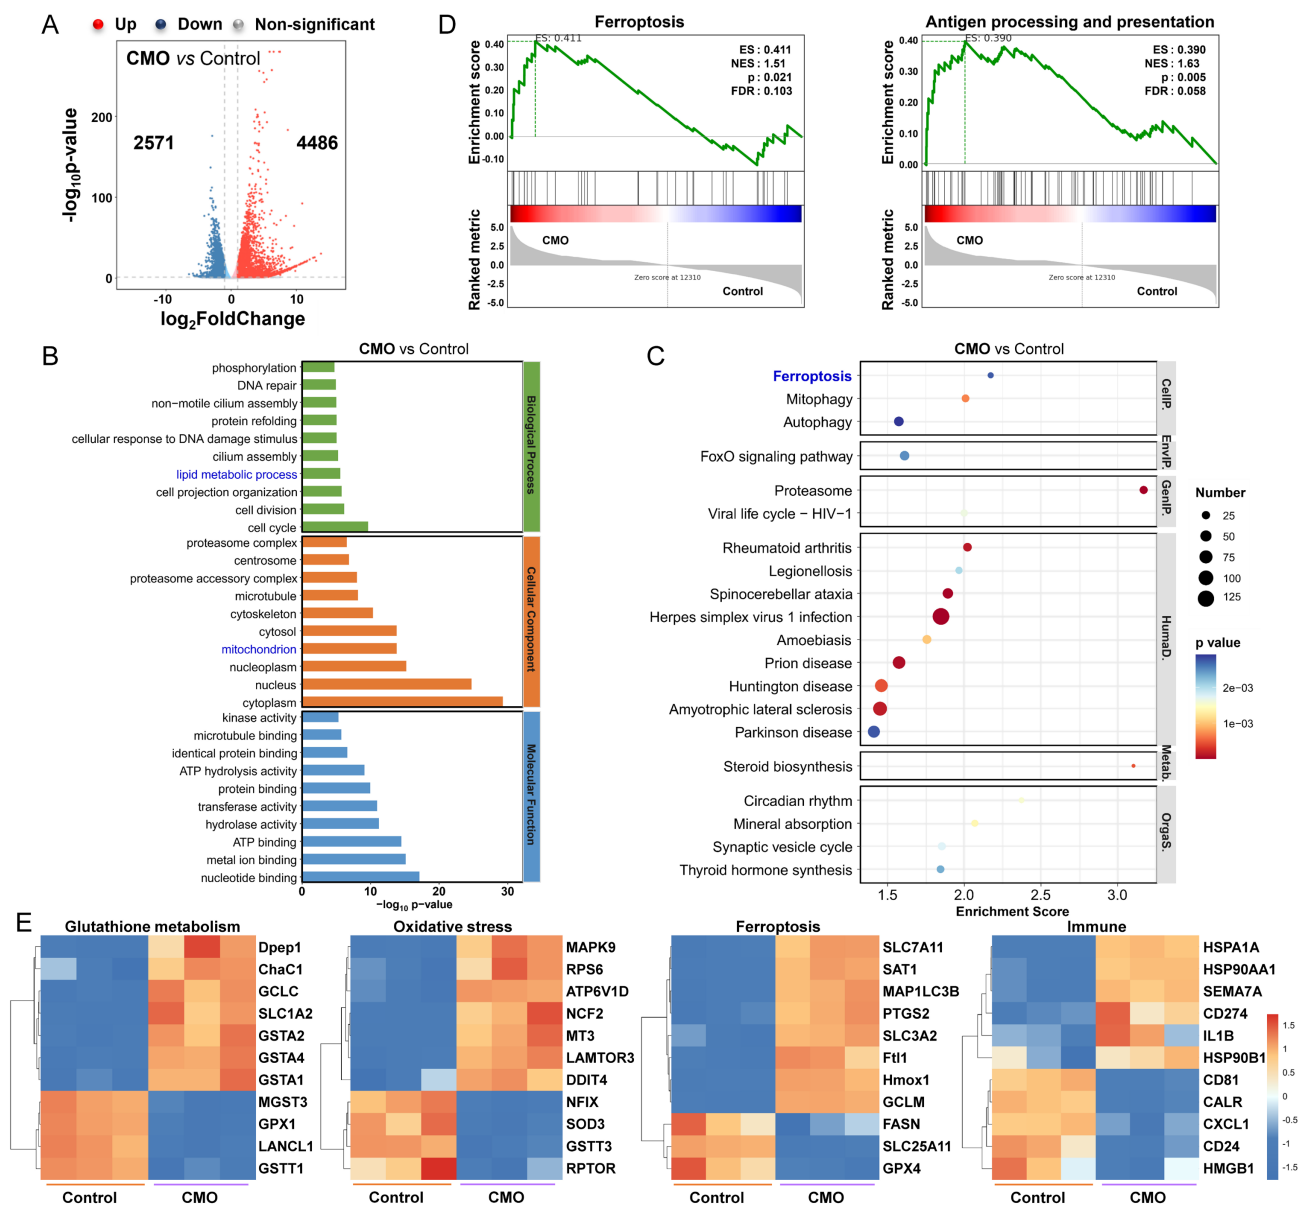 A
Up Down Non-significant
CMO vs Control
2571
4486
-log10p-value
200
100
0
-10 0 10
log2FoldChange
D
Ferroptosis
ES: 0.411
ES : 0.411
NES : 1.51
p : 0.021
FDR : 0.103
Enrichment score
0.40
0.30
0.20
0.10
0.00
-0.10
Ranked metric
5.0
2.5
0.0
-2.5
-5.0
CMO
Zero score at 12310
Control
Antigen processing and presentation
ES: 0.390
ES : 0.390
NES : 1.63
p : 0.005
FDR : 0.058
Enrichment score
0.40
0.30
0.20
0.10
0.00
Ranked metric
5.0
2.5
0.0
-2.5
-5.0
CMO
Zero score at 12310
Control
B
CMO vs Control
phosphorylation
DNA repair
non−motile cilium assembly
protein refolding
cellular response to DNA damage stimulus
cilium assembly
lipid metabolic process
cell projection organization
cell division
cell cycle
Biological Process
proteasome complex
centrosome
proteasome accessory complex
microtubule
cytoskeleton
cytosol
mitochondrion
nucleoplasm
nucleus
cytoplasm
Cellular Component
kinase activity
microtubule binding
identical protein binding
ATP hydrolysis activity
protein binding
transferase activity
hydrolase activity
ATP binding
metal ion binding
nucleotide binding
Molecular Function
0 10 20 30
−log10 p−value
C
CMO vs Control
Ferroptosis
Mitophagy
Autophagy
CellP.
FoxO signaling pathway
EnvIP.
Proteasome
Viral life cycle − HIV−1
GenIP.
Rheumatoid arthritis
Legionellosis
Spinocerebellar ataxia
Herpes simplex virus 1 infection
Amoebiasis
Prion disease
Huntington disease
Amyotrophic lateral sclerosis
Parkinson disease
HumaD.
Steroid biosynthesis
Metab.
Circadian rhythm
Mineral absorption
Synaptic vesicle cycle
Thyroid hormone synthesis
OrgaS.
1.5 2.0 2.5 3.0
Enrichment Score
Number
25
50
75
100
125
p value
2e−03
1e−03
E
Glutathione metabolism
Dpep1
ChaC1
GCLC
SLC1A2
GSTA2
GSTA4
GSTA1
MGST3
GPX1
LANCL1
GSTT1
Control CMO
Oxidative stress
MAPK9
RPS6
ATP6V1D
NCF2
MT3
LAMTOR3
DDIT4
NFIX
SOD3
GSTT3
RPTOR
Control CMO
Ferroptosis
SLC7A11
SAT1
MAP1LC3B
PTGS2
SLC3A2
Ftl1
Hmox1
GCLM
FASN
SLC25A11
GPX4
Control CMO
Immune
HSPA1A
HSP90AA1
SEMA7A
CD274
IL1B
HSP90B1
CD81
CALR
CXCL1
CD24
HMGB1
Control CMO
1.5
1
0.5
0
-0.5
-1
-1.5